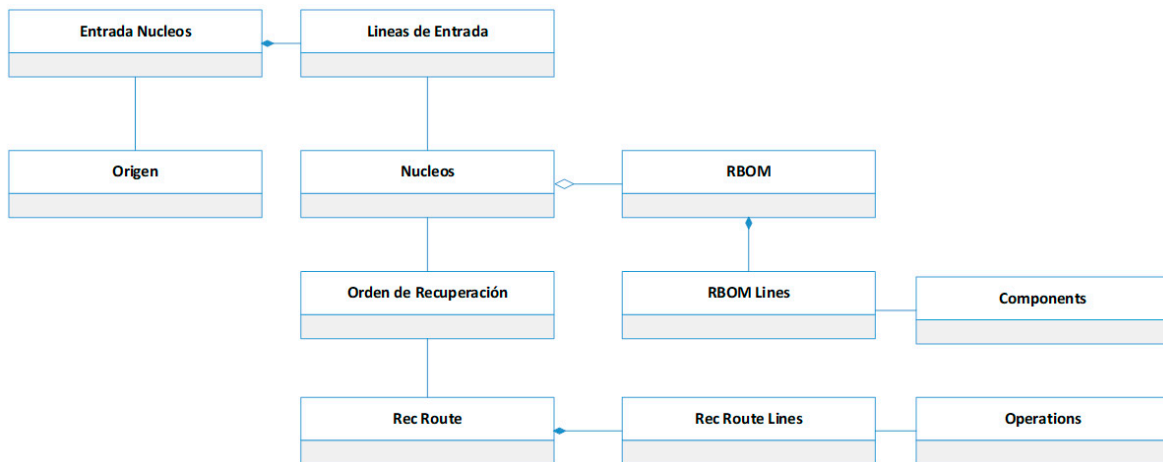 Entrada Nucleos
Lineas de Entrada
Origen
Nucleos
RBOM
Orden de Recuperación
RBOM Lines
Components
Rec Route
Rec Route Lines
Operations